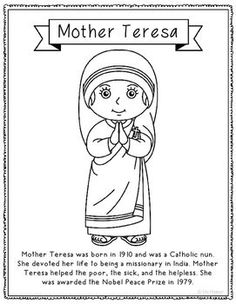 Mother Teresa
Mother Teresa was born in 1910 and was a Catholic nun.
She devoted her life to being a missionary in India. Mother
Teresa helped the poor, the sick, and the helpless. She
was awarded the Nobel Peace Prize in 1979.